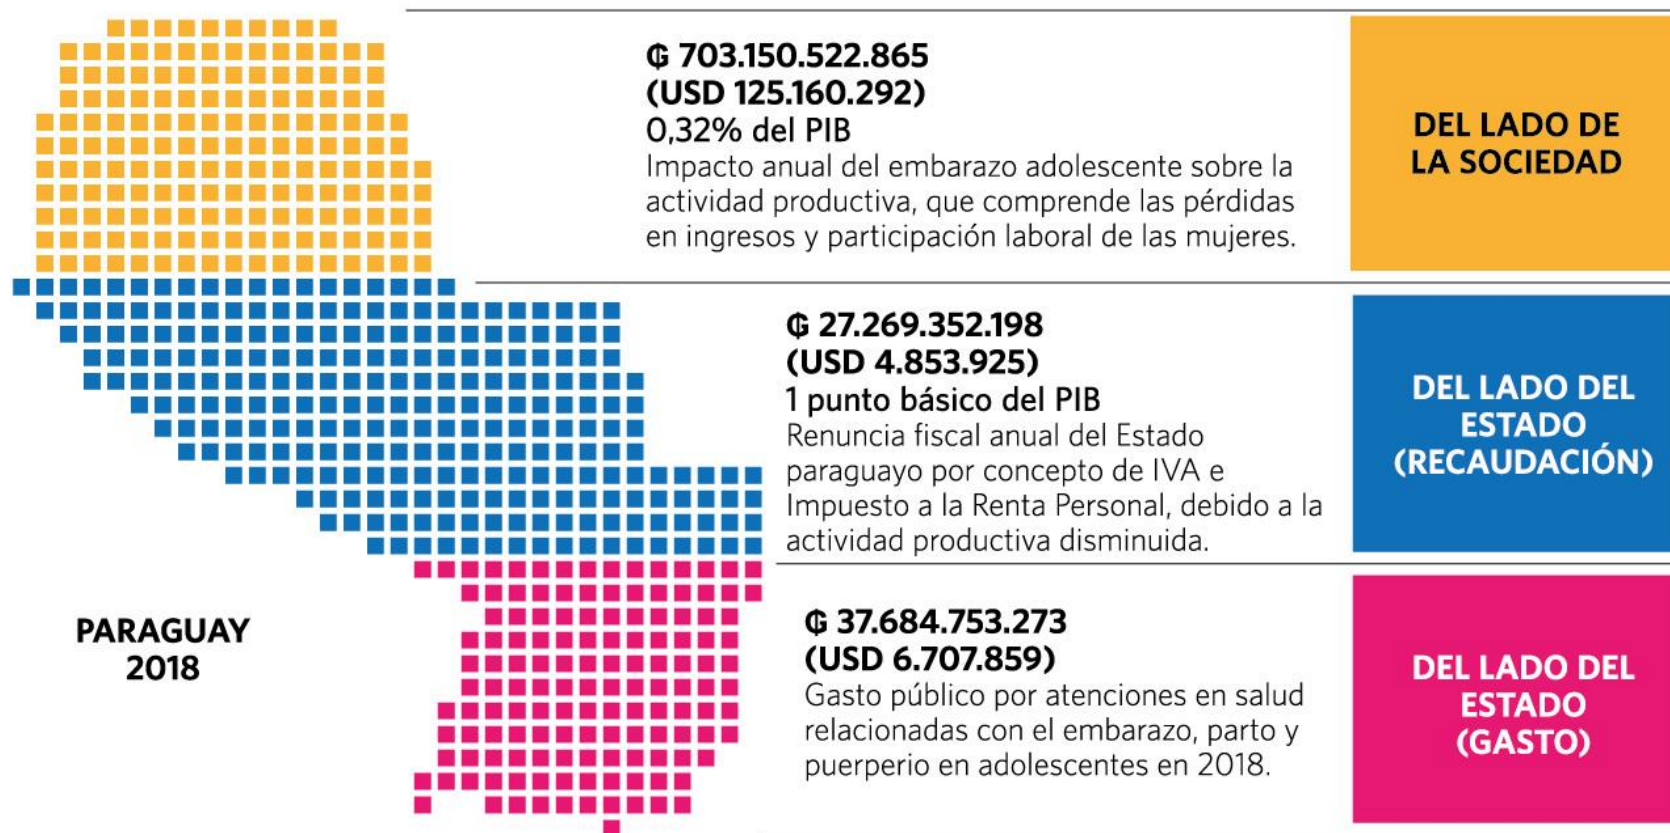 ₲ 703.150.522.865
(USD 125.160.292)
0,32% del PIB
Impacto anual del embarazo adolescente sobre la
actividad productiva, que comprende las pérdidas
en ingresos y participación laboral de las mujeres.
DEL LADO DE
LA SOCIEDAD
₲ 27.269.352.198
(USD 4.853.925)
1 punto básico del PIB
Renuncia fiscal anual del Estado
paraguayo por concepto de IVA e
Impuesto a la Renta Personal, debido a la
actividad productiva disminuida.
DEL LADO DEL
ESTADO
(RECAUDACIÓN)
PARAGUAY
2018
₲ 37.684.753.273
(USD 6.707.859)
Gasto público por atenciones en salud
relacionadas con el embarazo, parto y
puerperio en adolescentes en 2018.
DEL LADO DEL
ESTADO
(GASTO)